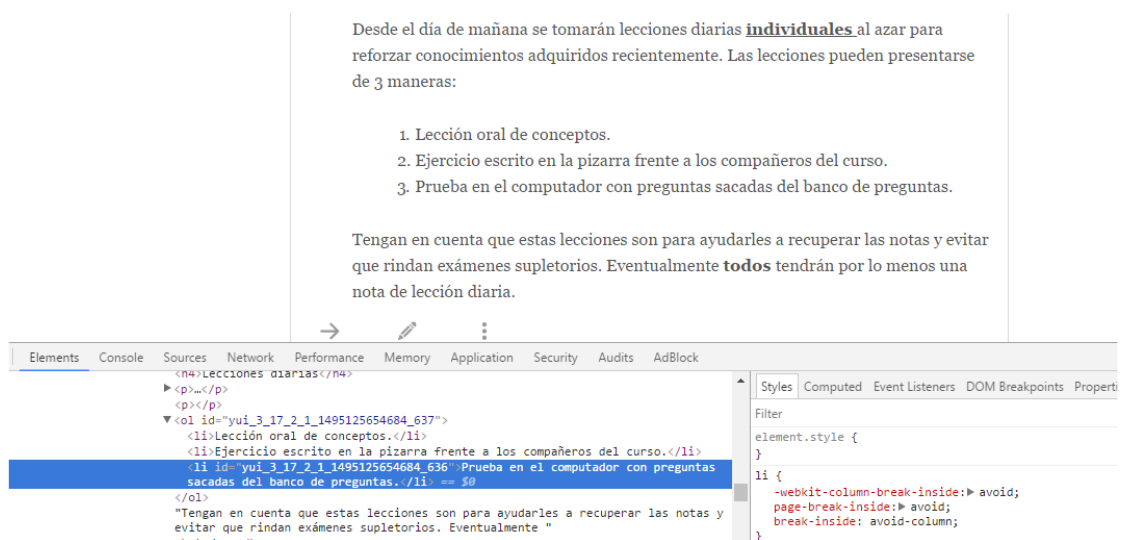 Desde el día de mañana se tomarán lecciones diarias individuales al azar para
reforzar conocimientos adquiridos recientemente. Las lecciones pueden presentarse
de 3 maneras:
1. Lección oral de conceptos.
2. Ejercicio escrito en la pizarra frente a los compañeros del curso.
3. Prueba en el computador con preguntas sacadas del banco de preguntas.
Tengan en cuenta que estas lecciones son para ayudarles a recuperar las notas y evitar
que rindan exámenes supletorios. Eventualmente todos tendrán por lo menos una
nota de lección diaria.
Elements Console Sources Network Performance Memory Application Security Audits AdBlock
<h4>Lecciones diarias</h4>
▶<p>…</p>
<p></p>
▼<ol id="yui_3_17_2_1_1495125654684_637">
<li>Lección oral de conceptos.</li>
<li>Ejercicio escrito en la pizarra frente a los compañeros del curso.</li>
<li id="yui_3_17_2_1_1495125654684_636">Prueba en el computador con preguntas
sacadas del banco de preguntas.</li> == $0
</ol>
"Tengan en cuenta que estas lecciones son para ayudarles a recuperar las notas y
evitar que rindan exámenes supletorios. Eventualmente "
Styles Computed Event Listeners DOM Breakpoints Properti
Filter
element.style {
}
li {
-webkit-column-break-inside:▶ avoid;
page-break-inside:▶ avoid;
break-inside: avoid-column;
}